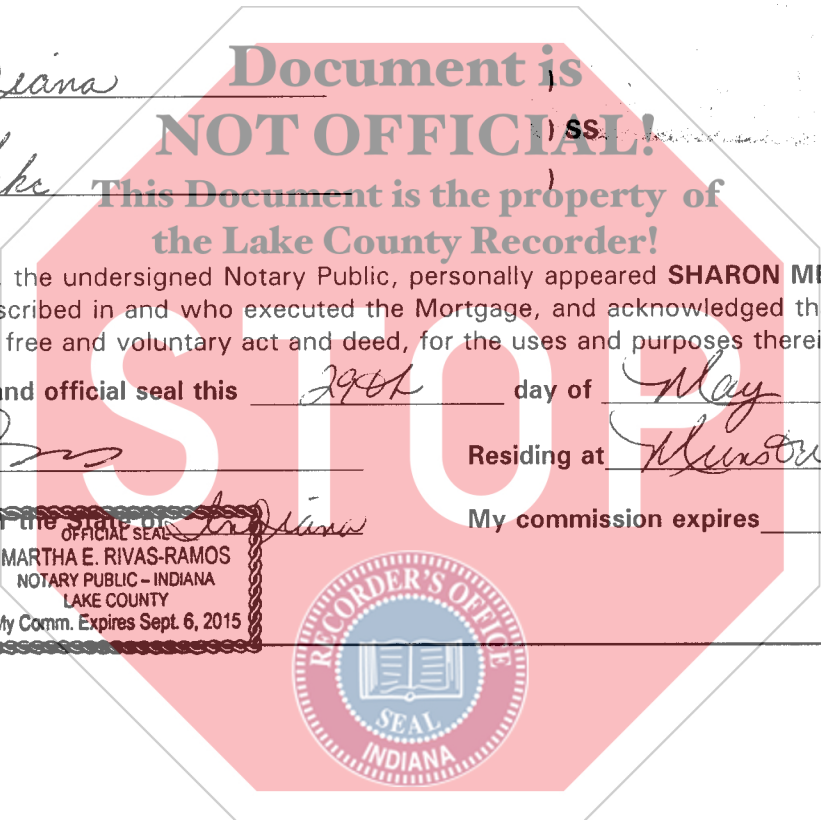 Document is
iana
NOT OFFICIAL!
) SS
ke
This Document is the property of
the Lake County Recorder!
, the undersigned Notary Public, personally appeared SHARON ME
scribed in and who executed the Mortgage, and acknowledged th
free and voluntary act and deed, for the uses and purposes therei
nd official seal this 29th day of May
Residing at Munster
STOP
r the State of Indiana
My commission expires
OFFICIAL SEAL
MARTHA E. RIVAS-RAMOS
NOTARY PUBLIC – INDIANA
LAKE COUNTY
My Comm. Expires Sept. 6, 2015
RECORDER'S OFFICE
SEAL
INDIANA